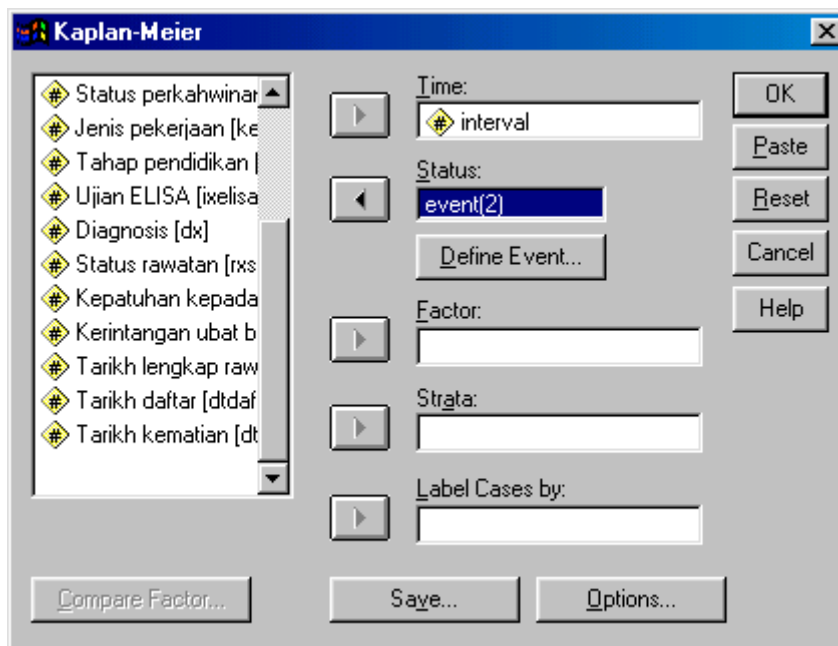 Kaplan-Meier
Status perkahwinan
Jenis pekerjaan [ke
Tahap pendidikan [
Ujian ELISA [ixelisa
Diagnosis [dx]
Status rawatan [rxs
Kepatuhan kepada
Kerintangan ubat b
Tarikh lengkap raw
Tarikh daftar [dtdaf
Tarikh kematian [dt
Time:
interval
Status:
event(2)
Define Event...
Factor:
Strata:
Label Cases by:
OK
Paste
Reset
Cancel
Help
Compare Factor...
Save...
Options...